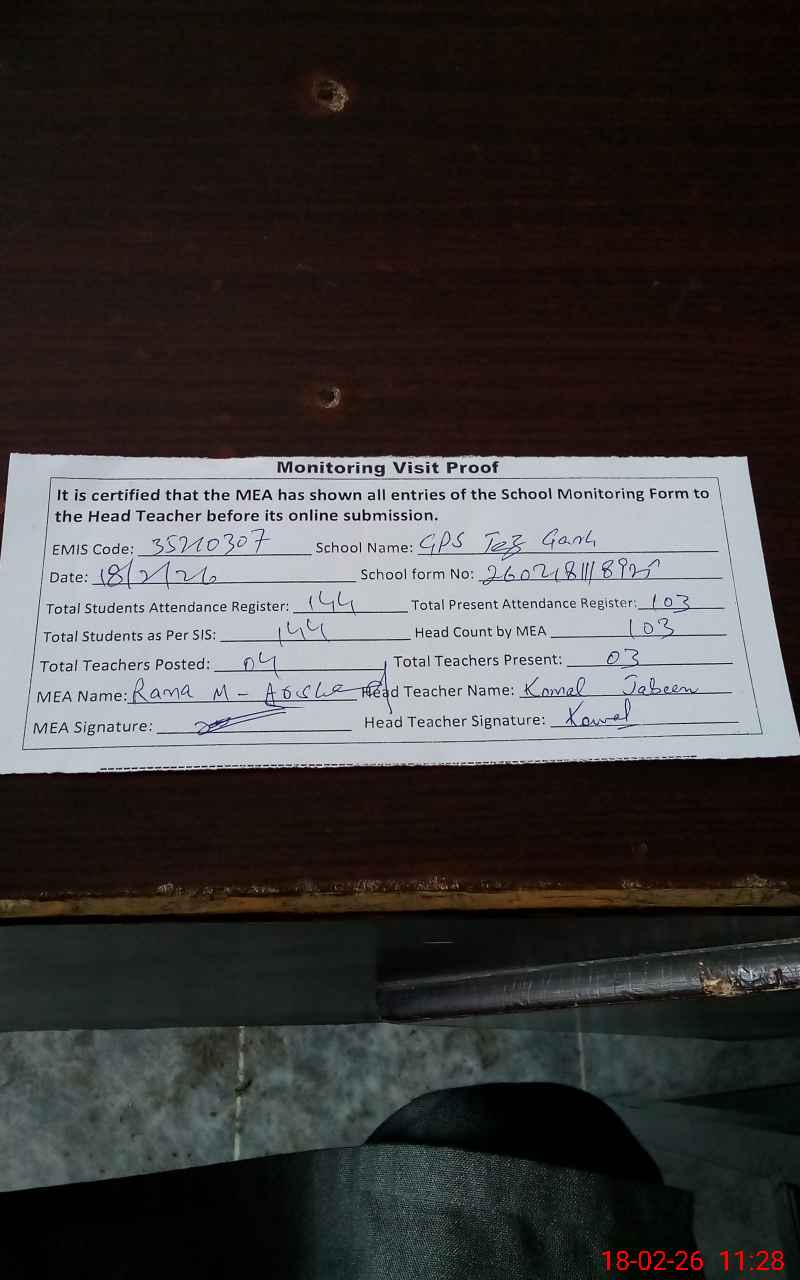 Monitoring Visit Proof
It is certified that the MEA has shown all entries of the School Monitoring Form to
the Head Teacher before its online submission.
EMIS Code: 35210307 School Name: GPS Tez Garh
Date: 18/2/26 School form No:
Total Students Attendance Register: 144 Total Present Attendance Register: 103
Total Students as Per SIS: 144 Head Count by MEA 103
Total Teachers Posted: 04 Total Teachers Present: 03
MEA Name: Rana M- Head Teacher Name: Komal Jabeen
MEA Signature: Head Teacher Signature: Komal
18-02-26 11:28